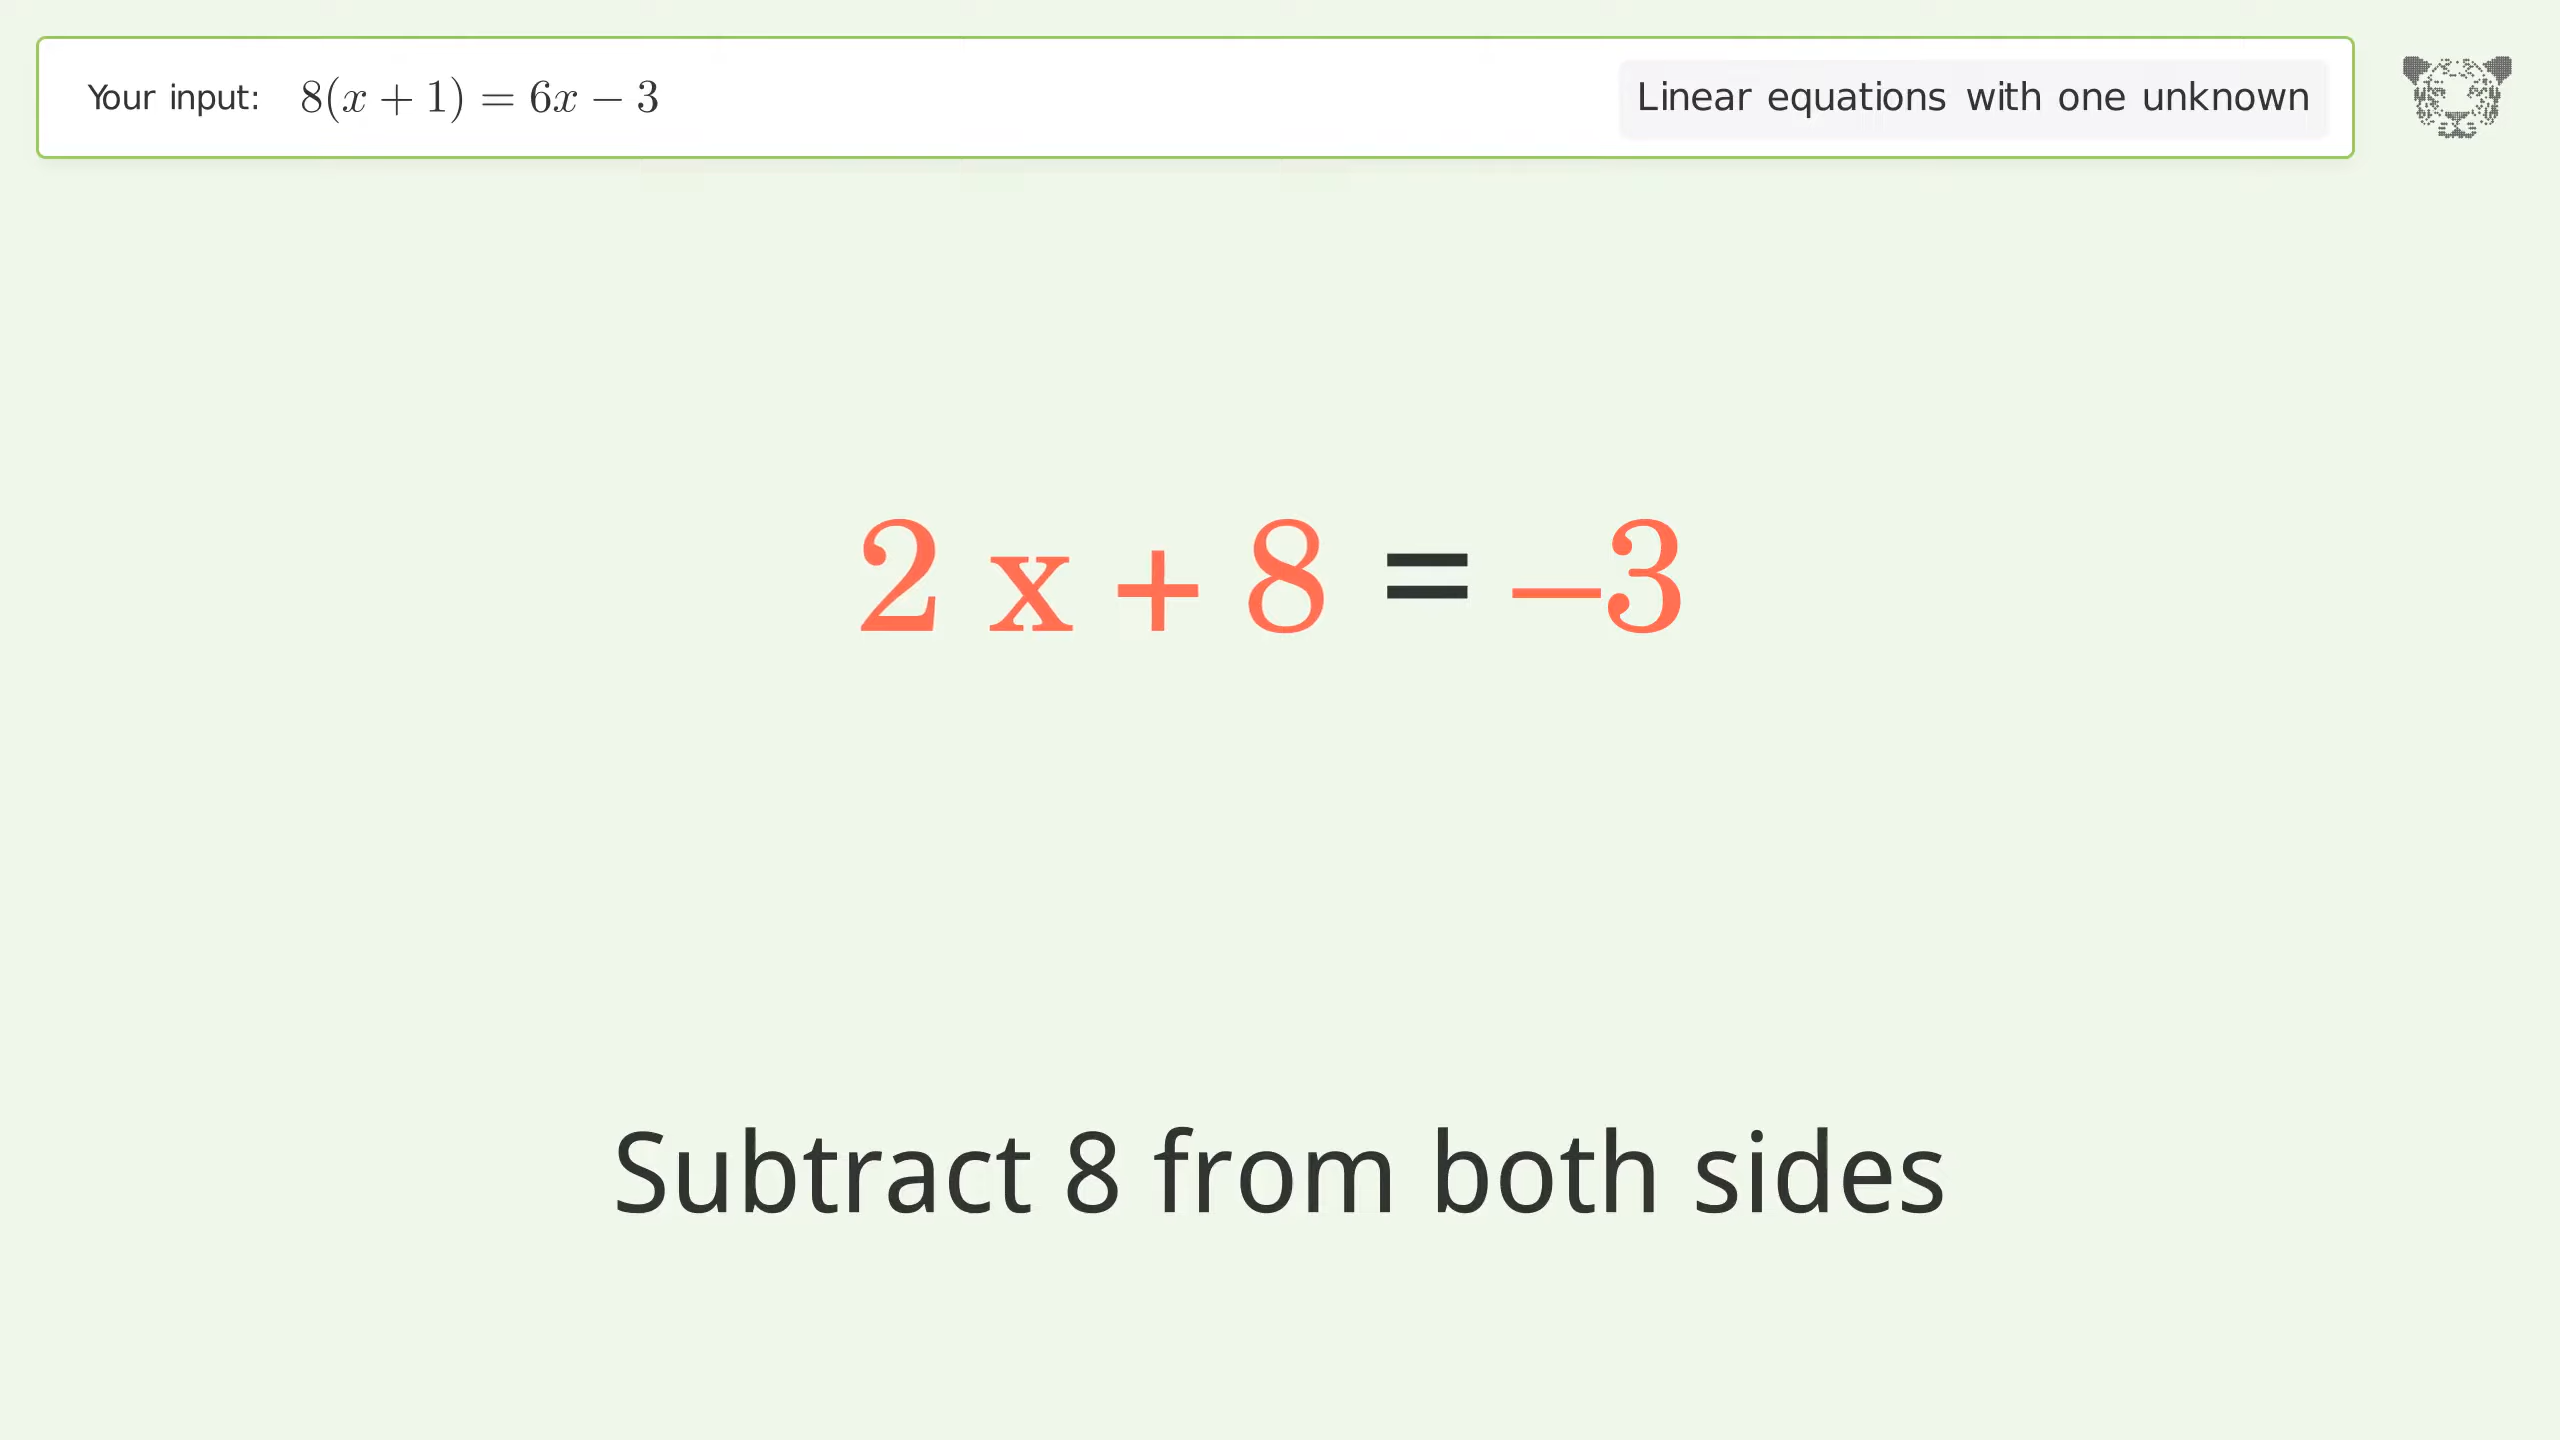 Your input: 8(x + 1) = 6x − 3 Linear equations with one unknown
2 x + 8 = −3
Subtract 8 from both sides